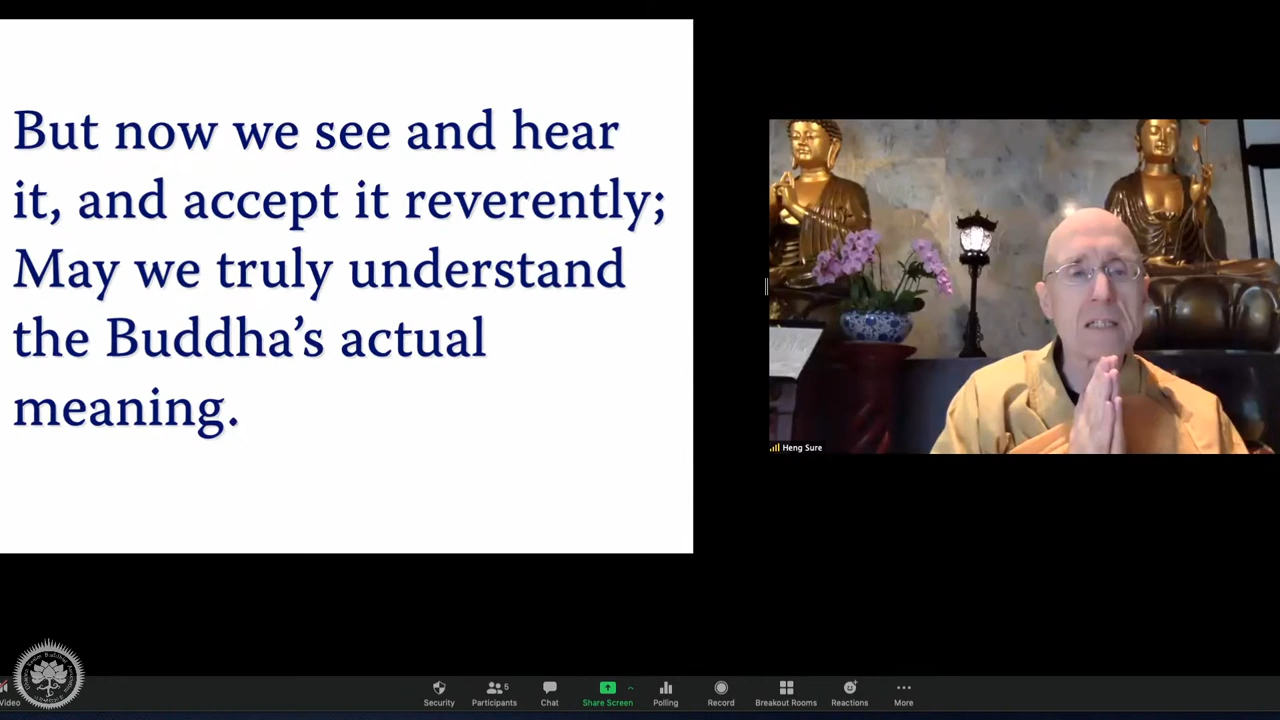 But now we see and hear
it, and accept it reverently;
May we truly understand
the Buddha's actual
meaning.
Heng Sure
Video
Security
Participants
5
Chat
Share Screen
Polling
Record
Breakout Rooms
Reactions
More